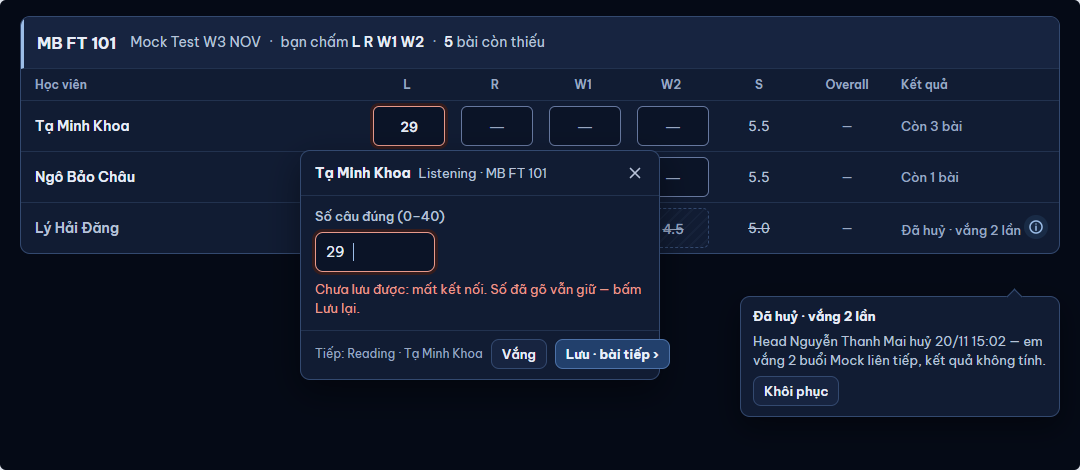 MB FT 101 Mock Test W3 NOV · bạn chấm L R W1 W2 · 5 bài còn thiếu
Học viên L R W1 W2 S Overall Kết quả
Tạ Minh Khoa 29 — — — 5.5 — Còn 3 bài
Ngô Bảo Châu — 5.5 — Còn 1 bài
Lý Hải Đăng 4.5 5.0 — Đã huỷ · vắng 2 lần
Tạ Minh Khoa Listening · MB FT 101
Số câu đúng (0–40)
29
Chưa lưu được: mất kết nối. Số đã gõ vẫn giữ — bấm
Lưu lại.
Tiếp: Reading · Tạ Minh Khoa Vắng Lưu · bài tiếp ›
Đã huỷ · vắng 2 lần
Head Nguyễn Thanh Mai huỷ 20/11 15:02 — em
vắng 2 buổi Mock liên tiếp, kết quả không tính.
Khôi phục